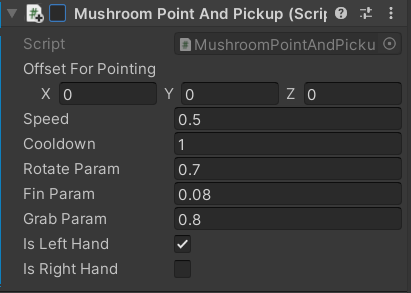 Mushroom Point And Pickup (Scrip
Script MushroomPointAndPicku
Offset For Pointing
X 0 Y 0 Z 0
Speed 0.5
Cooldown 1
Rotate Param 0.7
Fin Param 0.08
Grab Param 0.8
Is Left Hand
Is Right Hand